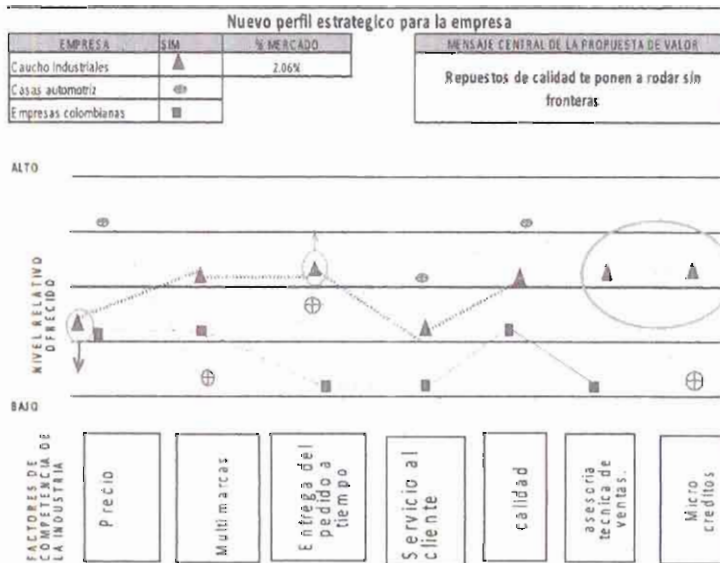 Nuevo perfil estrategico para la empresa
EMPRESA SIM % MERCADO
Caucho Industriales 2.06%
Casas automotriz
Empresas colombianas
MENSAJE CENTRAL DE LA PROPUESTA DE VALOR
Repuestos de calidad te ponen a rodar sin
fronteras
ALTO
NIVEL RELATIVO
OFRECIDO
BAJO
FACTORES DE
COMPETENCIA DE
LA INDUSTRIA
Precio
Multimarcas
Entrega del
pedido a
tiempo
Servicio al
cliente
calidad
asesoria
tecnica de
ventas.
Micro
creditos